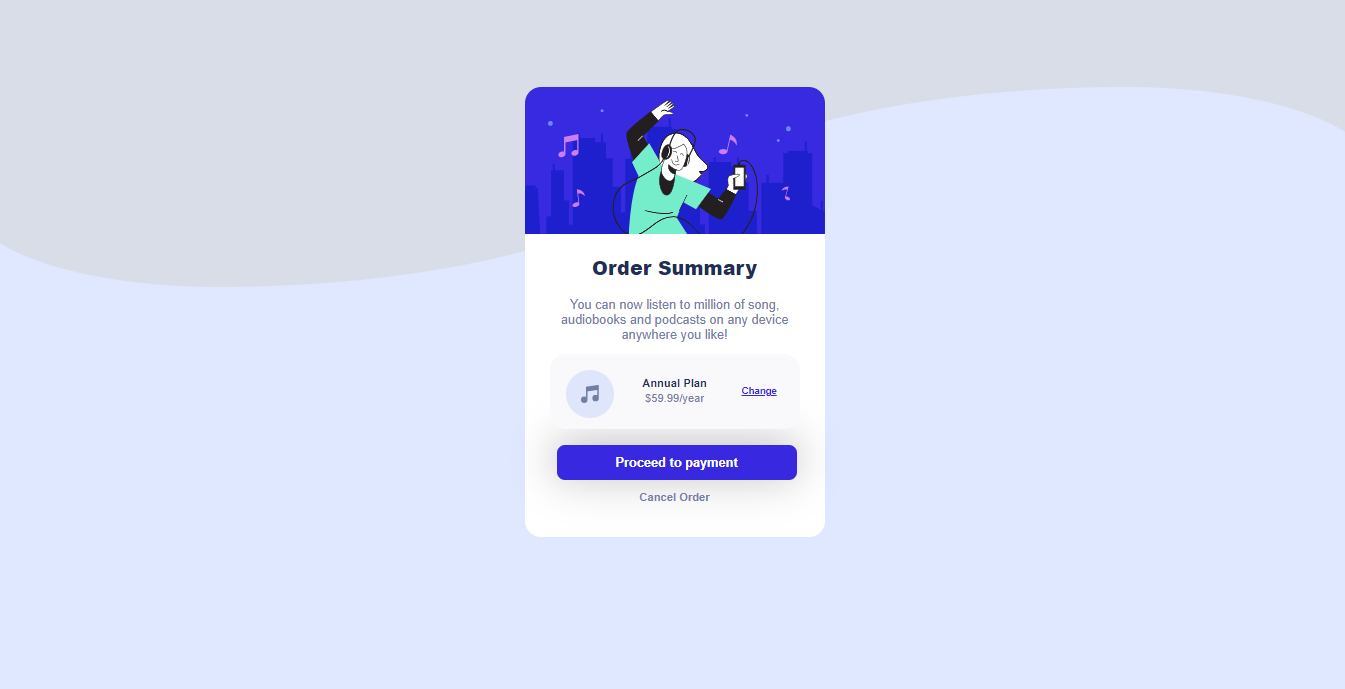 Order Summary
You can now listen to million of song,
audiobooks and podcasts on any device
anywhere you like!
Annual Plan
$59.99/year
Change
Proceed to payment
Cancel Order